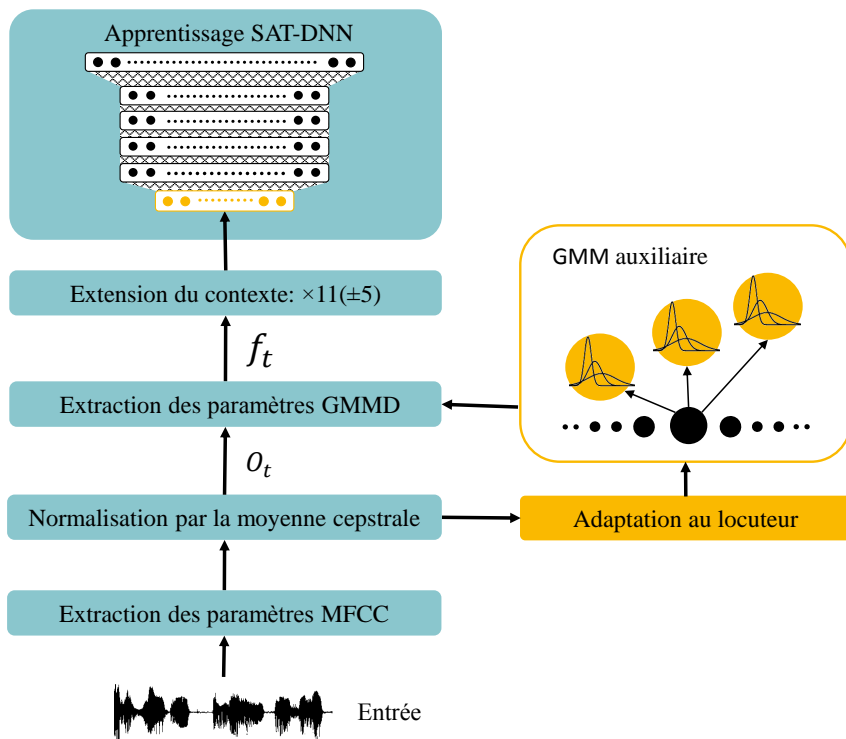 Apprentissage SAT-DNN
GMM auxiliaire
Extension du contexte: ×11(±5)
f_t
Extraction des paramètres GMMD
o_t
Normalisation par la moyenne cepstrale
Adaptation au locuteur
Extraction des paramètres MFCC
Entrée